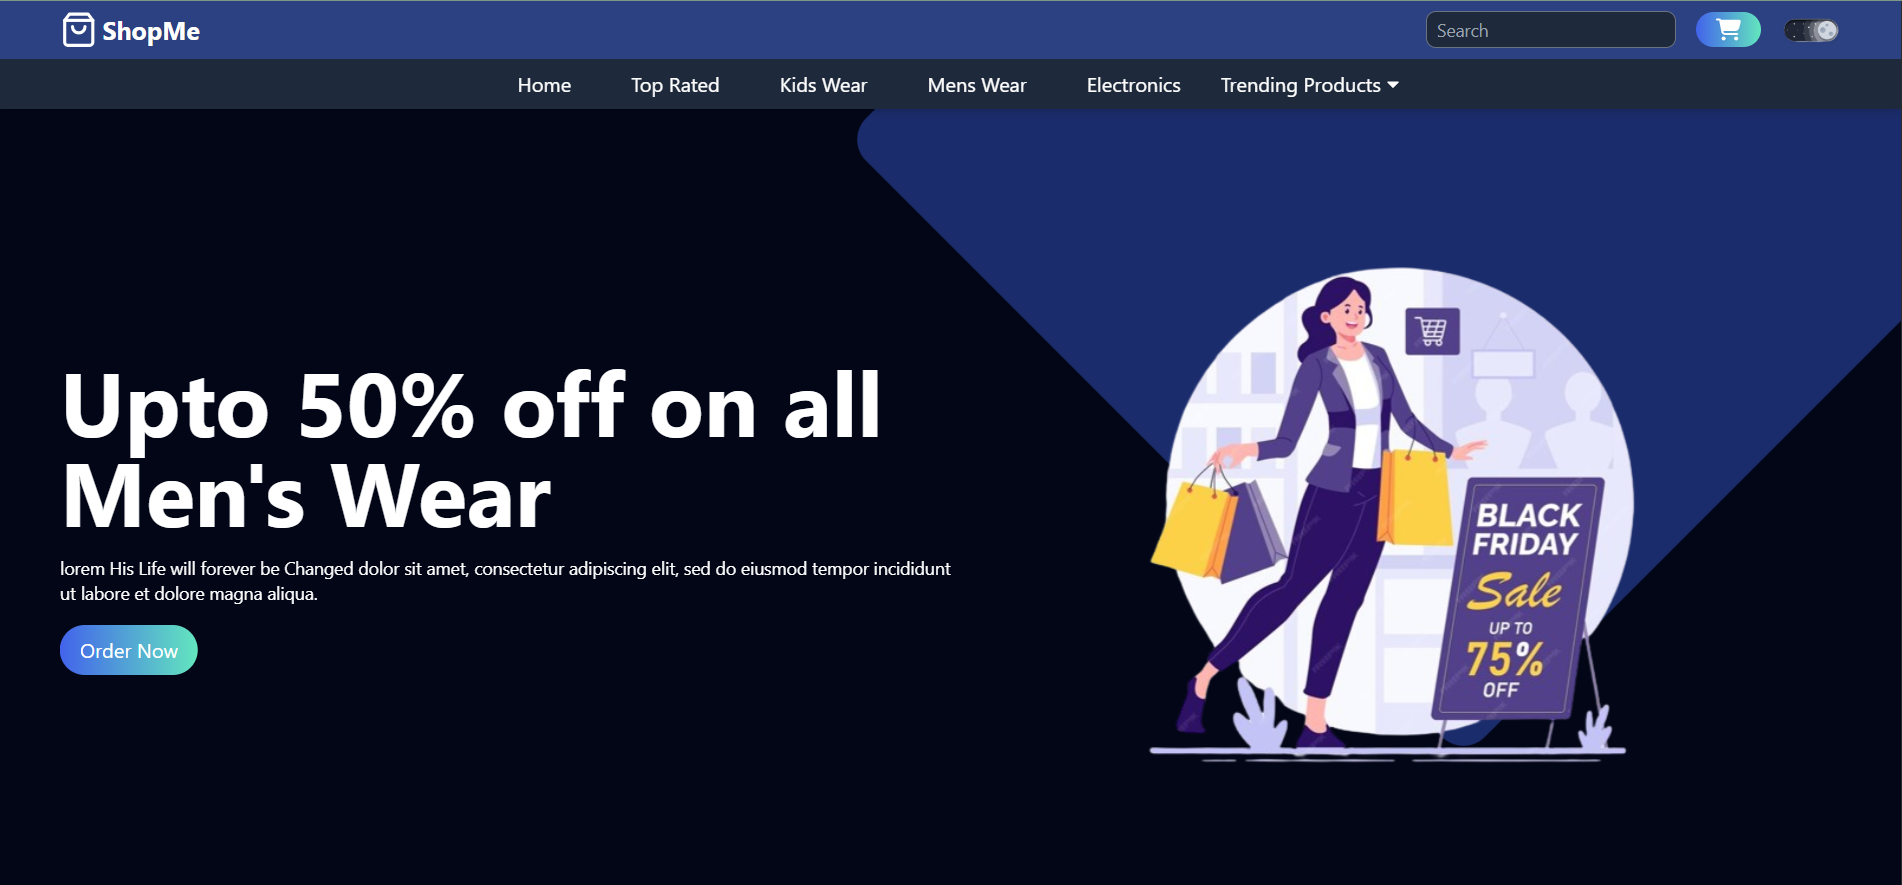 ShopMe
Search
Home Top Rated Kids Wear Mens Wear Electronics Trending Products
Upto 50% off on all
Men's Wear
lorem His Life will forever be Changed dolor sit amet, consectetur adipiscing elit, sed do eiusmod tempor incididunt
ut labore et dolore magna aliqua.
Order Now
BLACK
FRIDAY
Sale
UP TO
75%
OFF